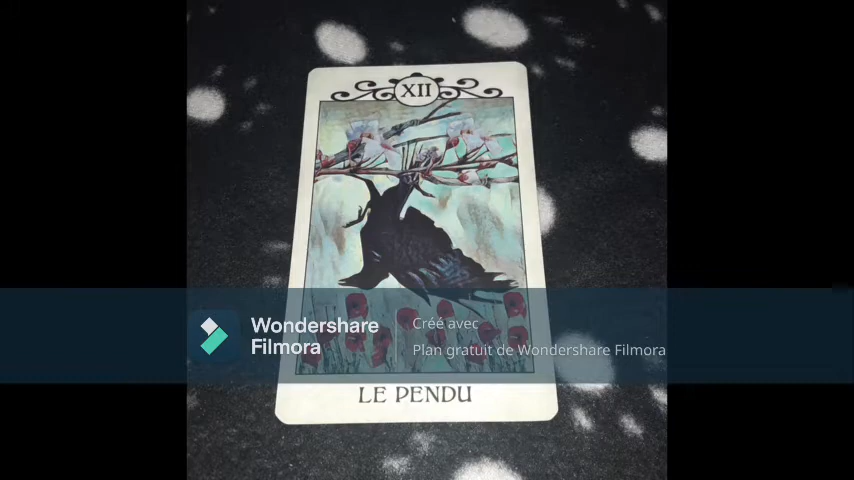 XII
Wondershare
Filmora
Créé avec
Plan gratuit de Wondershare Filmora
LE PENDU